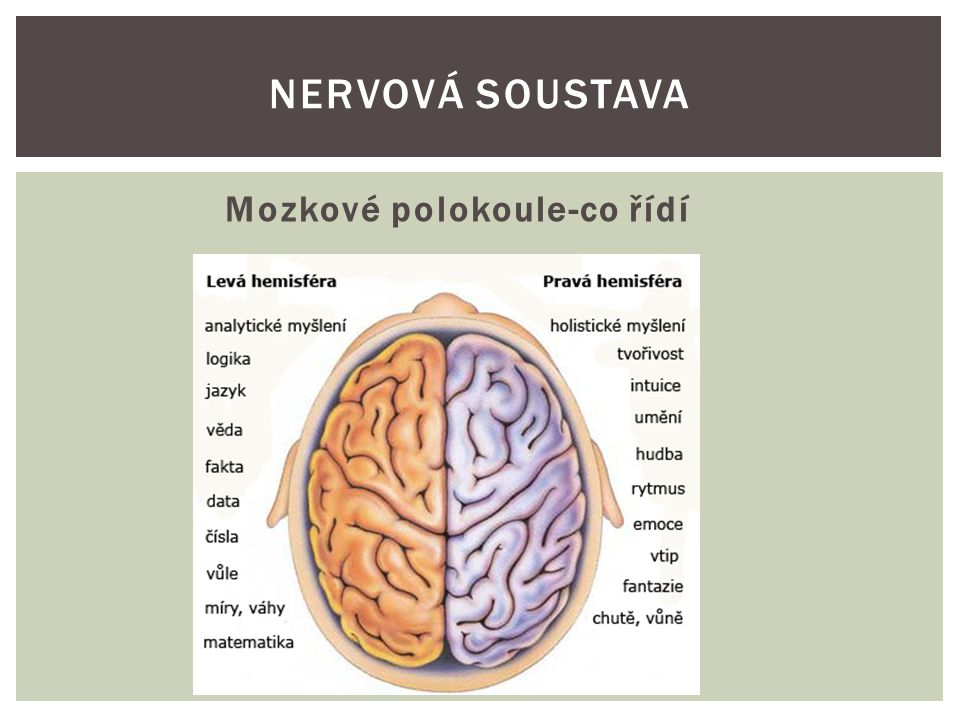 NERVOVÁ SOUSTAVA
Mozkové polokoule-co řídí
Levá hemisféra
analytické myšlení
logika
jazyk
věda
fakta
data
čísla
vůle
míry, váhy
matematika
Pravá hemisféra
holistické myšlení
tvořivost
intuice
umění
hudba
rytmus
emoce
vtip
fantazie
chutě, vůně